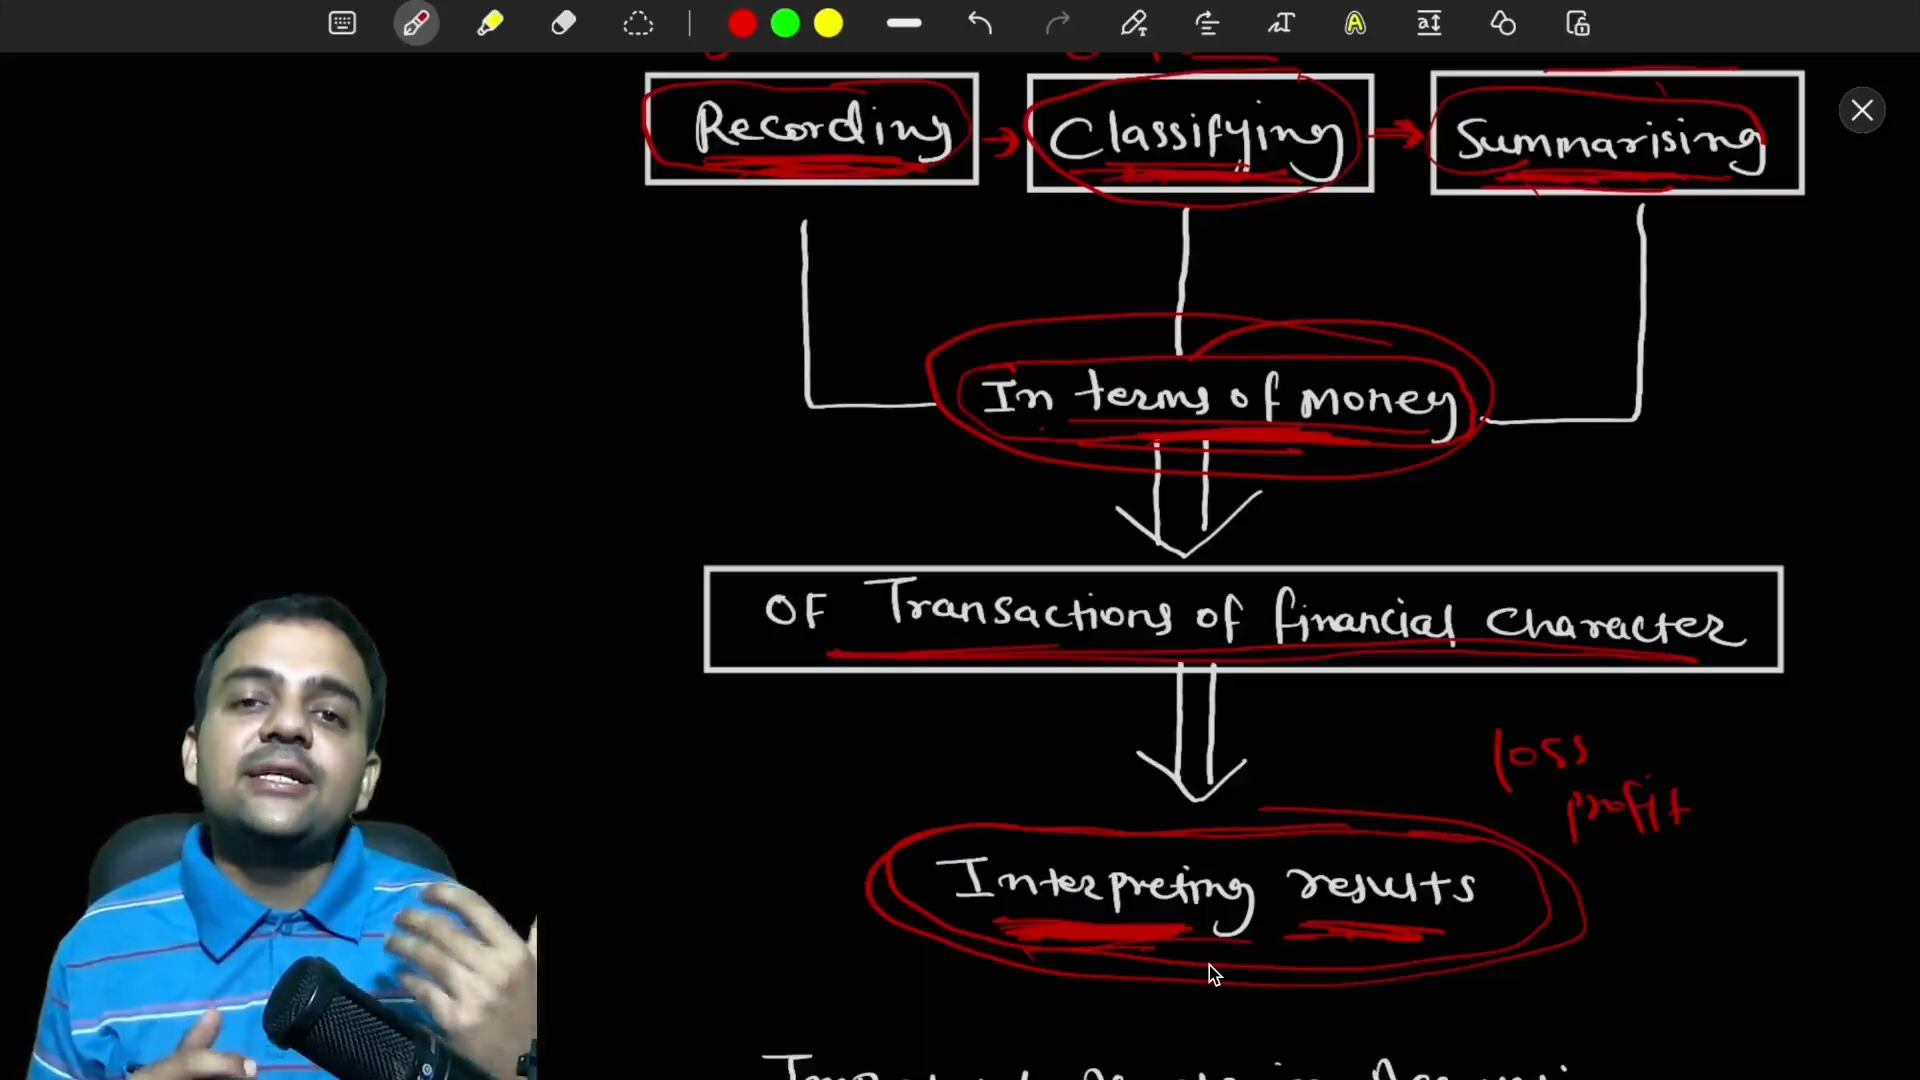 Recording Classifying Summarising
In terms of money
OF Transactions of financial Character
loss
profit
Interpreting results